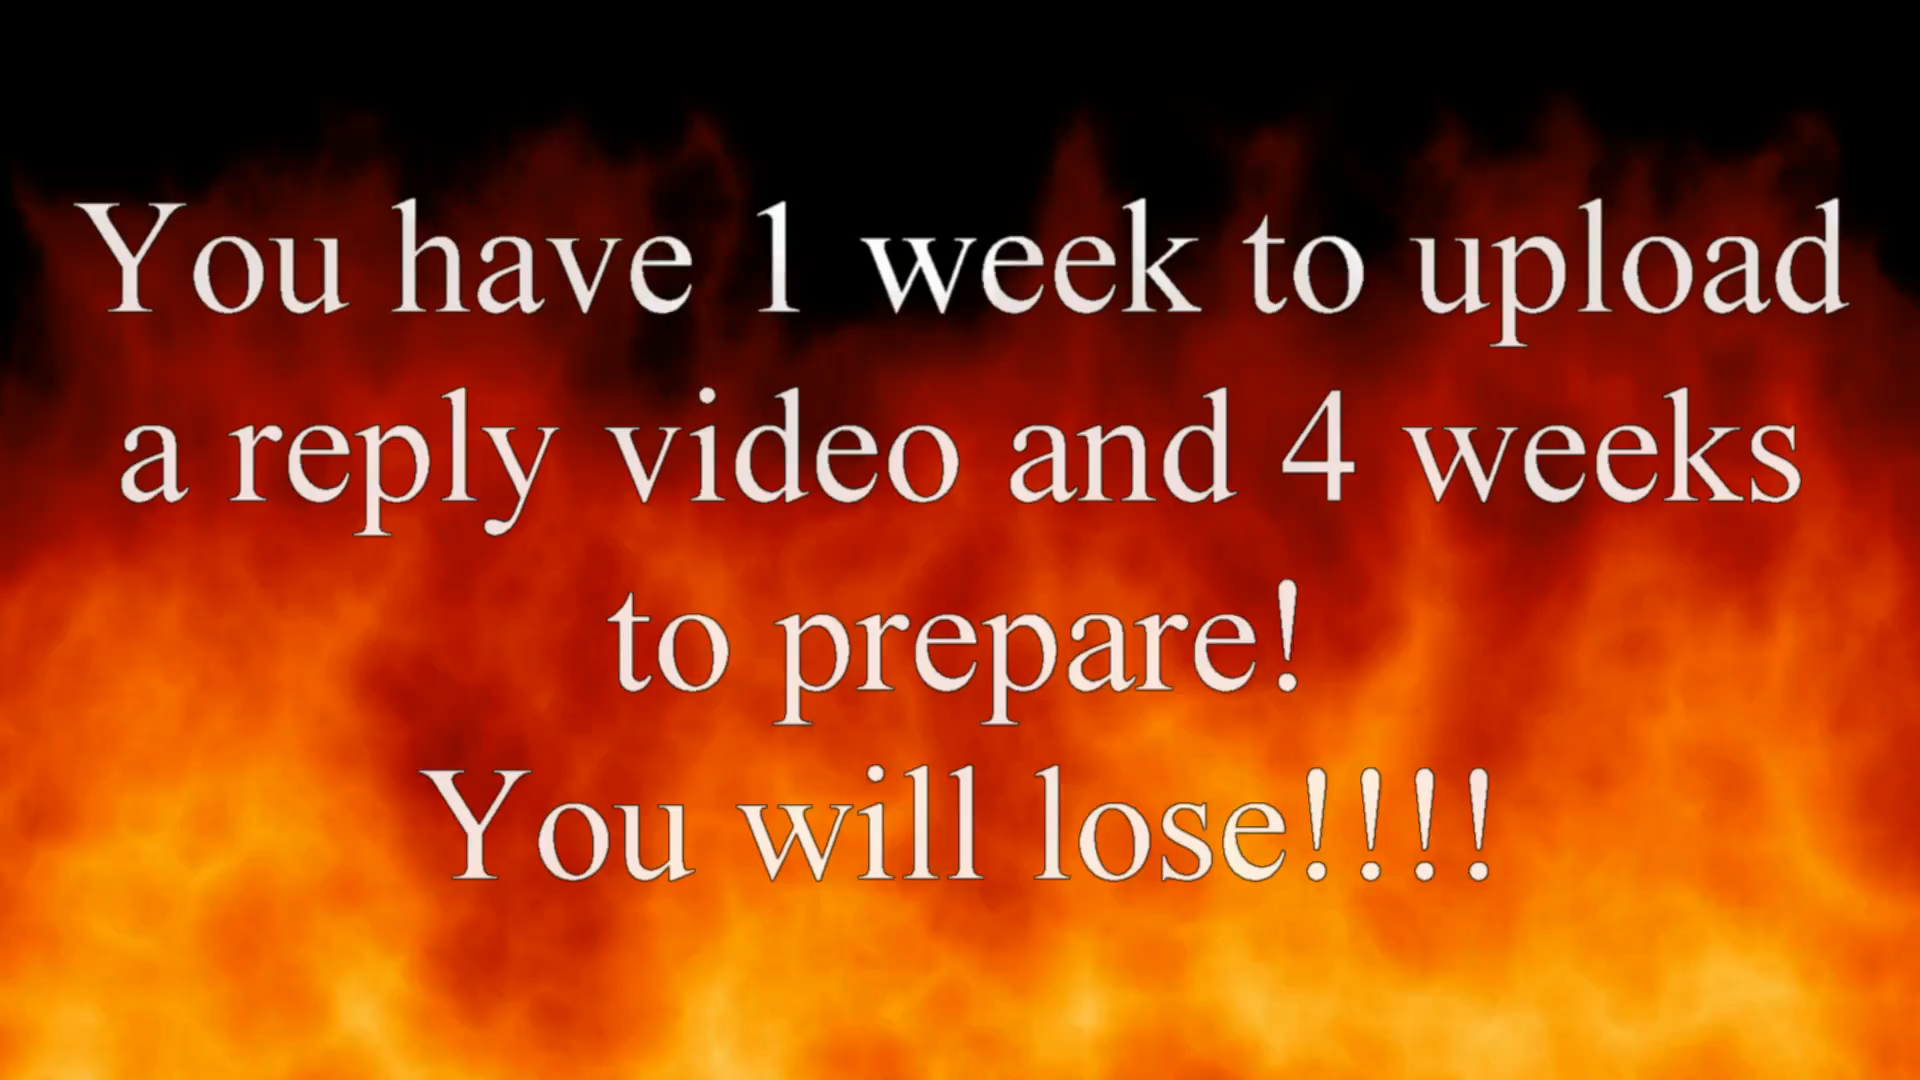 You have 1 week to upload
a reply video and 4 weeks
to prepare!
You will lose!!!!